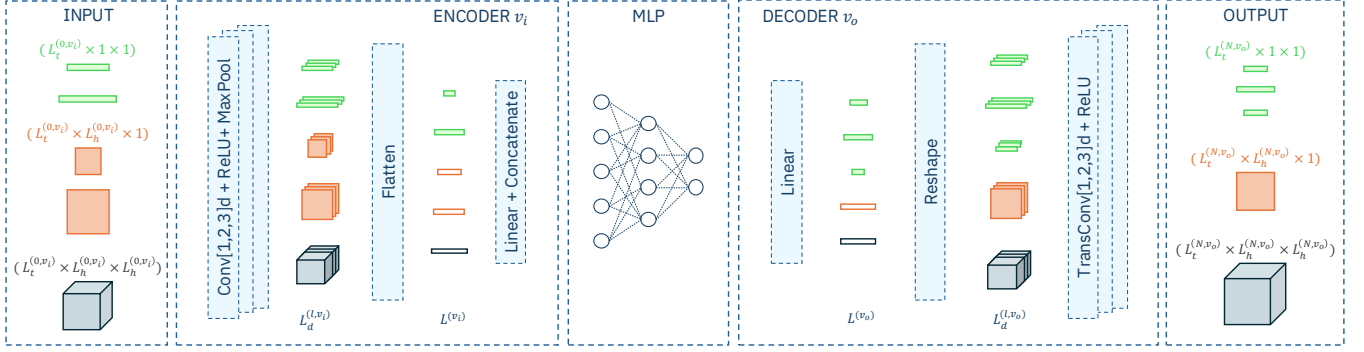 INPUT
( L_t^{(0,v_i)} × 1 × 1)
( L_t^{(0,v_i)} × L_h^{(0,v_i)} × 1)
( L_t^{(0,v_i)} × L_h^{(0,v_i)} × L_h^{(0,v_i)})
ENCODER v_i
Conv[1,2,3]d + ReLU+ MaxPool
L_d^{(l,v_i)}
Flatten
L^{(v_i)}
Linear + Concatenate
MLP
DECODER v_o
Linear
L^{(v_o)}
Reshape
L_d^{(l,v_o)}
TransConv[1,2,3]d + ReLU
OUTPUT
( L_t^{(N,v_o)} × 1 × 1)
( L_t^{(N,v_o)} × L_h^{(N,v_o)} × 1)
( L_t^{(N,v_o)} × L_h^{(N,v_o)} × L_h^{(N,v_o)})